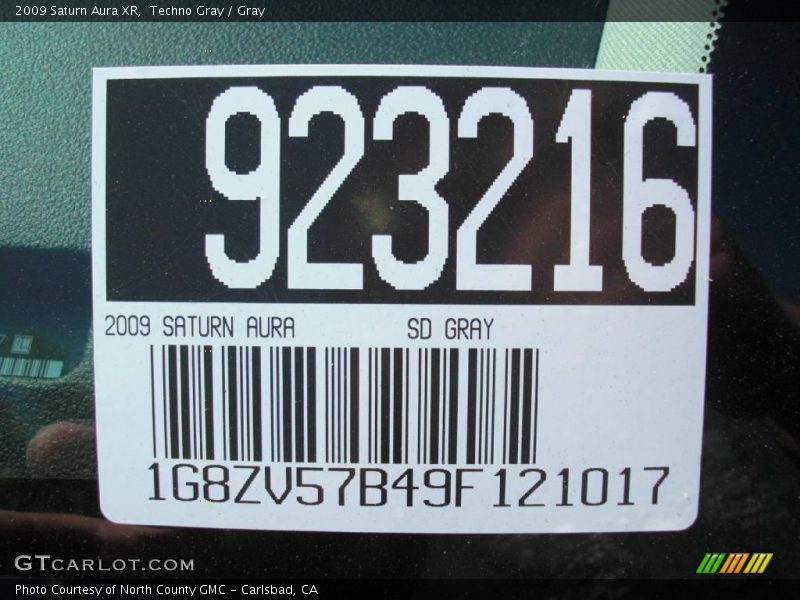 2009 Saturn Aura XR,  Techno Gray / Gray
923216
2009 SATURN AURA SD GRAY
1G8ZV57B49F121017
GM
GTCARLOT.COM
Photo Courtesy of North County GMC - Carlsbad, CA